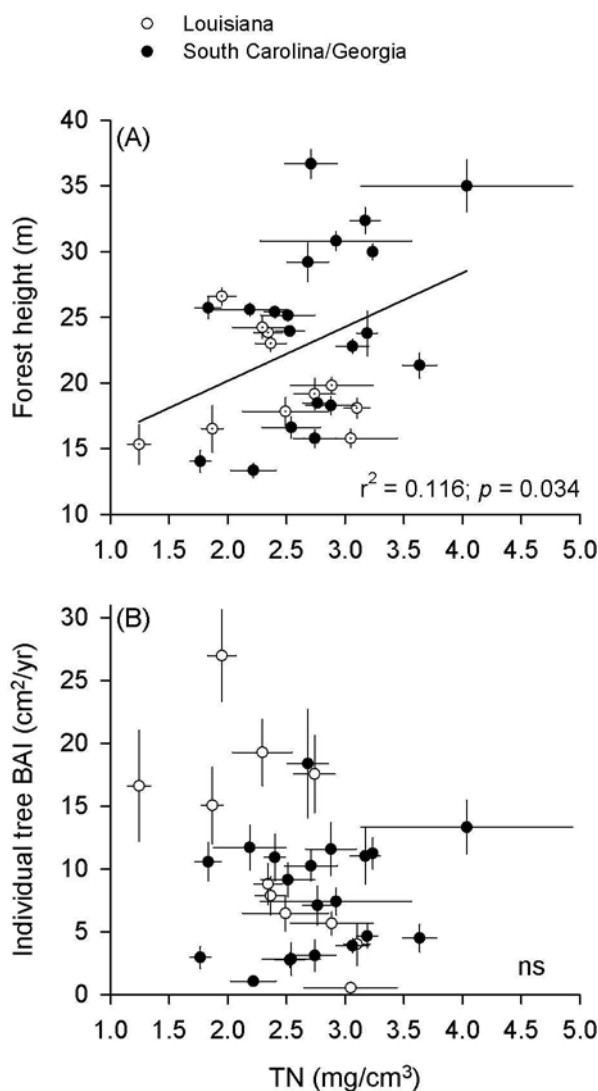 Louisiana
South Carolina/Georgia
(A)
40
35
30
25
20
15
10
Forest height (m)
r² = 0.116; p = 0.034
1.0 1.5 2.0 2.5 3.0 3.5 4.0 4.5 5.0
(B)
30
25
20
15
10
5
0
Individual tree BAI (cm²/yr)
ns
1.0 1.5 2.0 2.5 3.0 3.5 4.0 4.5 5.0
TN (mg/cm³)